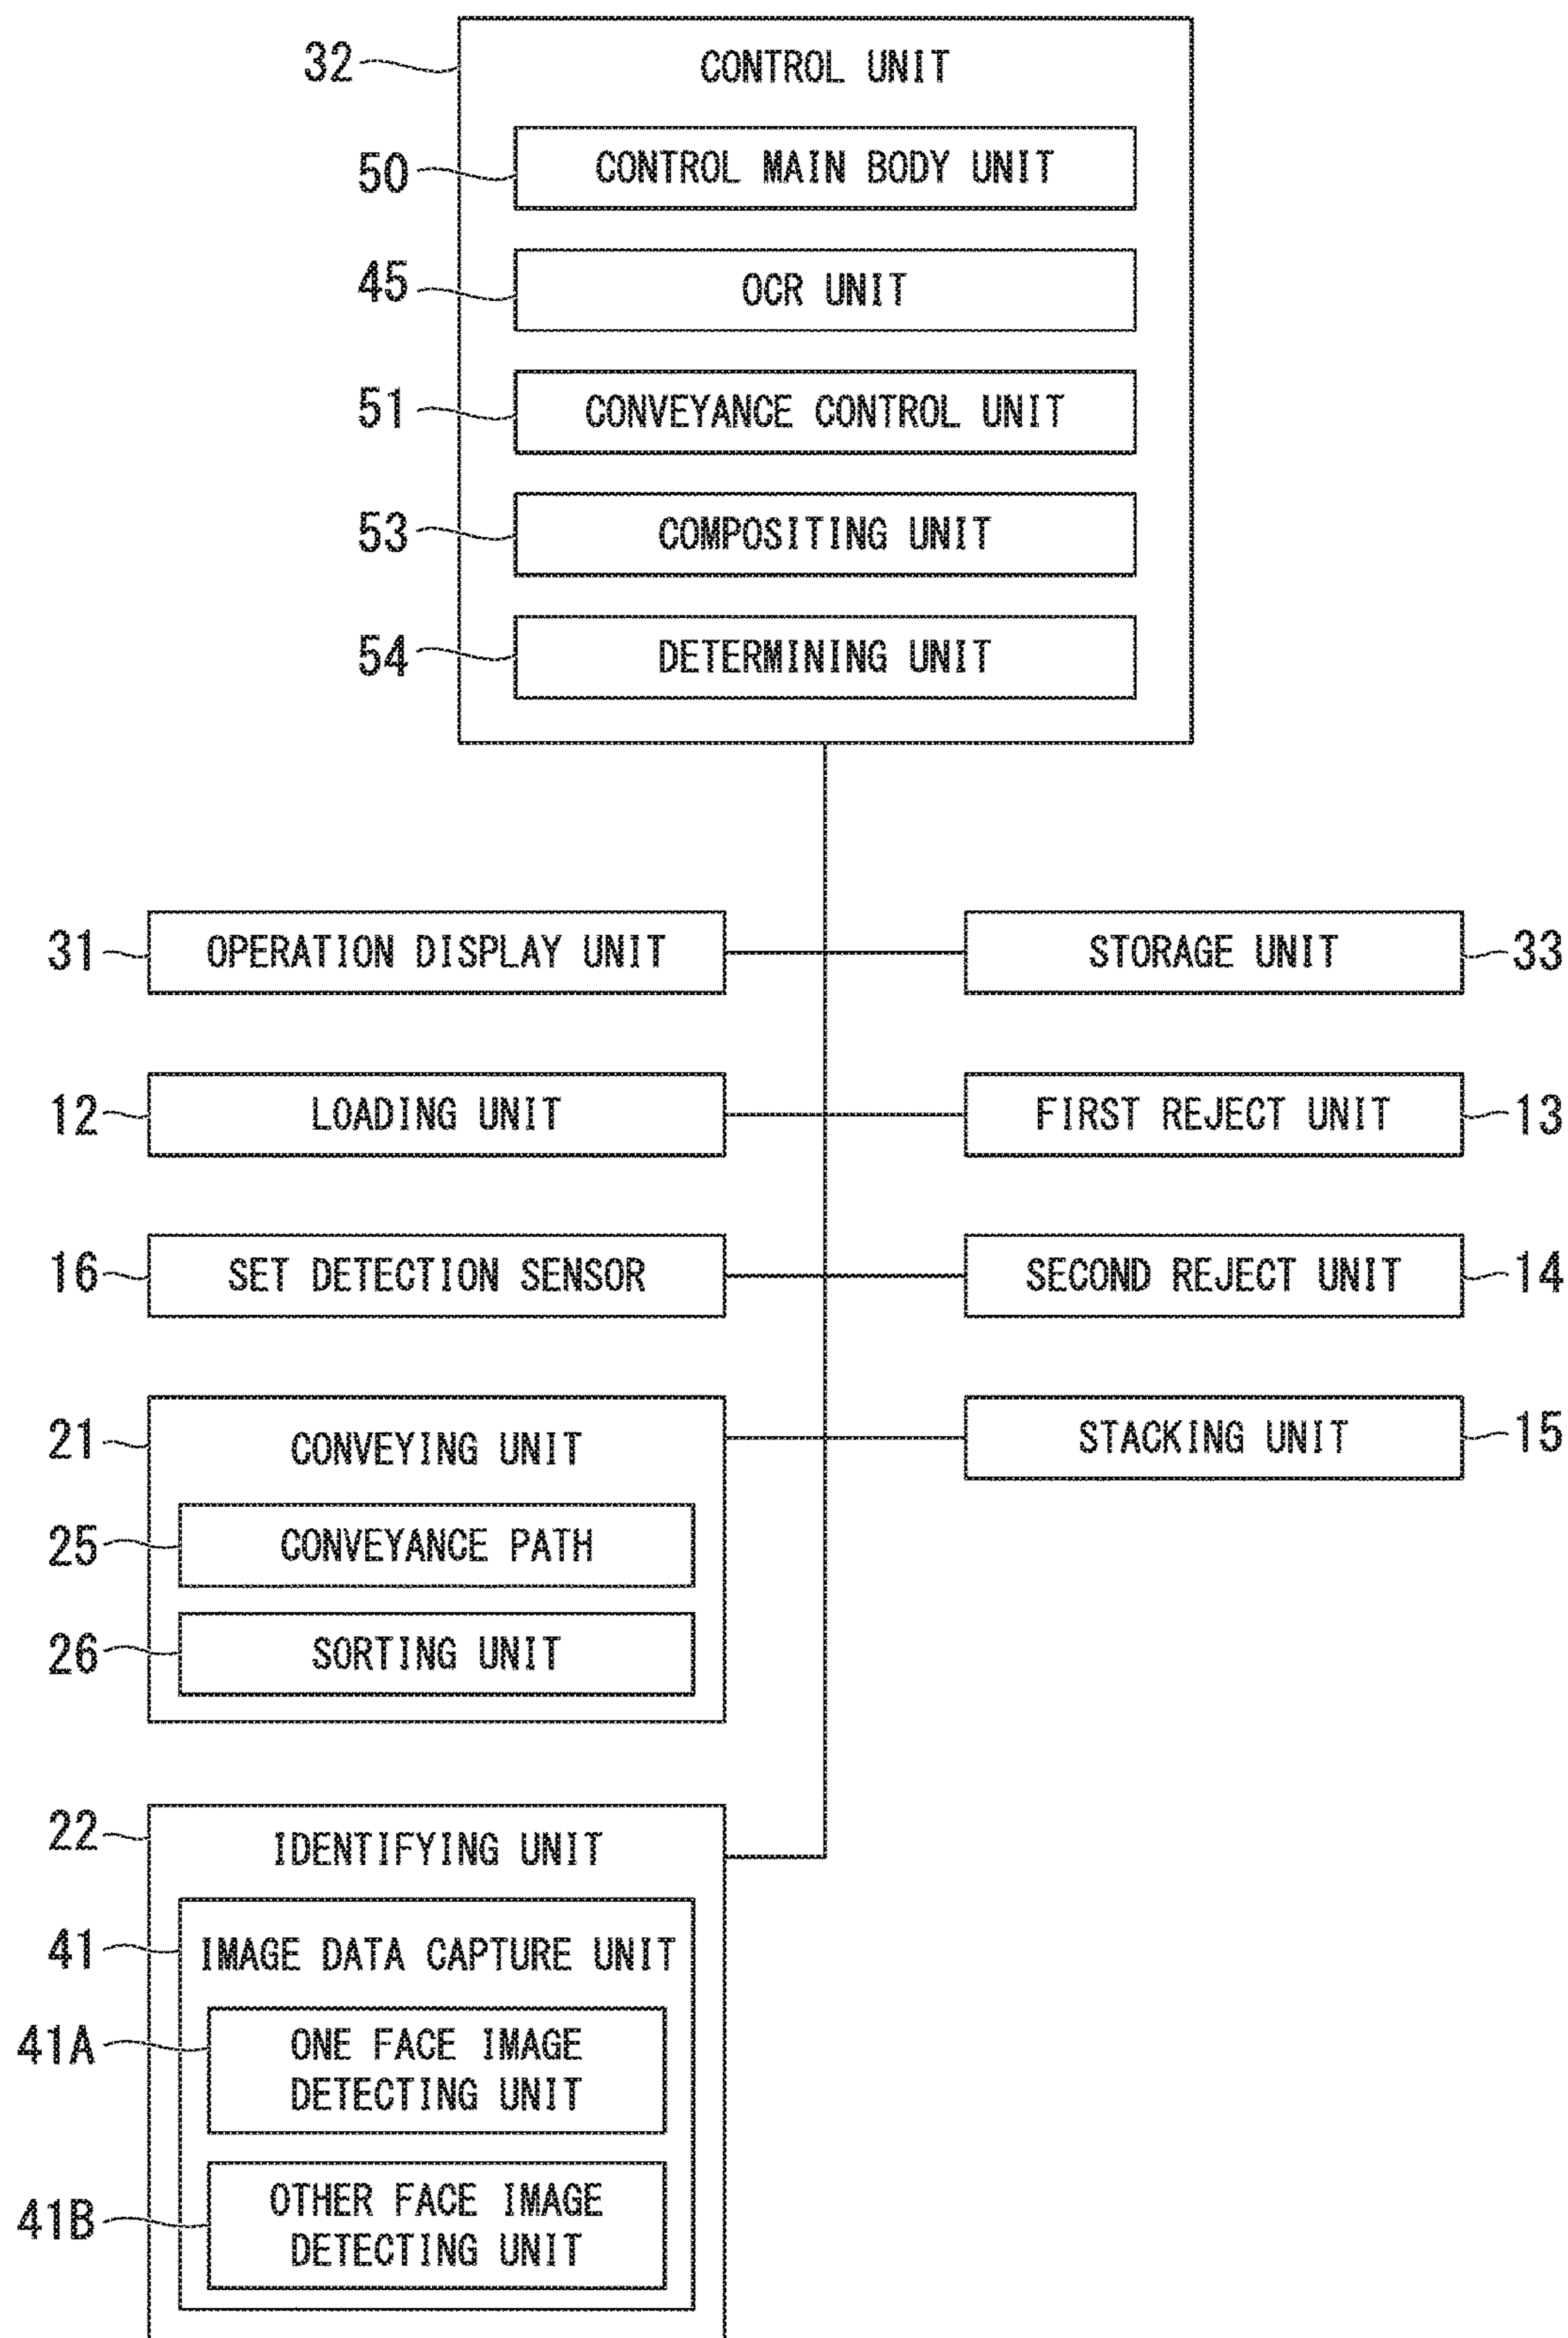 32 CONTROL UNIT
50 CONTROL MAIN BODY UNIT
45 OCR UNIT
51 CONVEYANCE CONTROL UNIT
53 COMPOSITING UNIT
54 DETERMINING UNIT
31 OPERATION DISPLAY UNIT STORAGE UNIT 33
12 LOADING UNIT FIRST REJECT UNIT 13
16 SET DETECTION SENSOR SECOND REJECT UNIT 14
21 CONVEYING UNIT STACKING UNIT 15
25 CONVEYANCE PATH
26 SORTING UNIT
22 IDENTIFYING UNIT
41 IMAGE DATA CAPTURE UNIT
41A ONE FACE IMAGE
DETECTING UNIT
41B OTHER FACE IMAGE
DETECTING UNIT